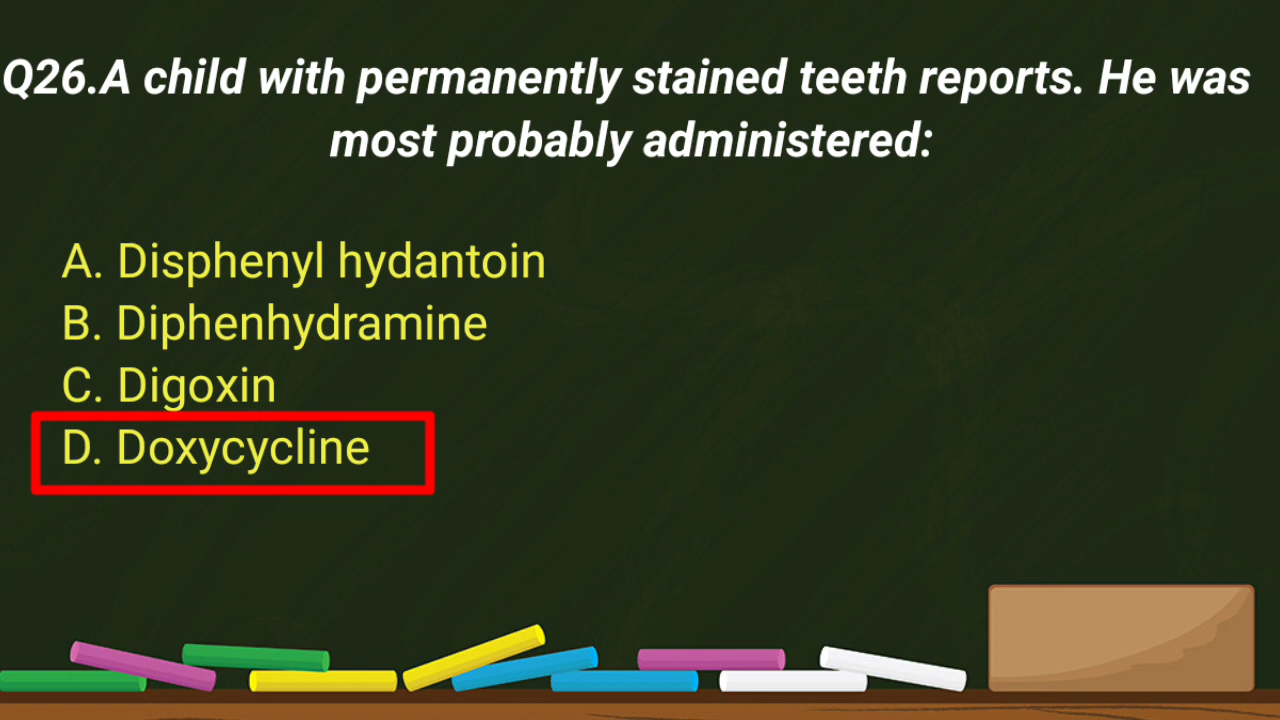 Q26.A child with permanently stained teeth reports. He was
most probably administered:
A. Disphenyl hydantoin
B. Diphenhydramine
C. Digoxin
D. Doxycycline